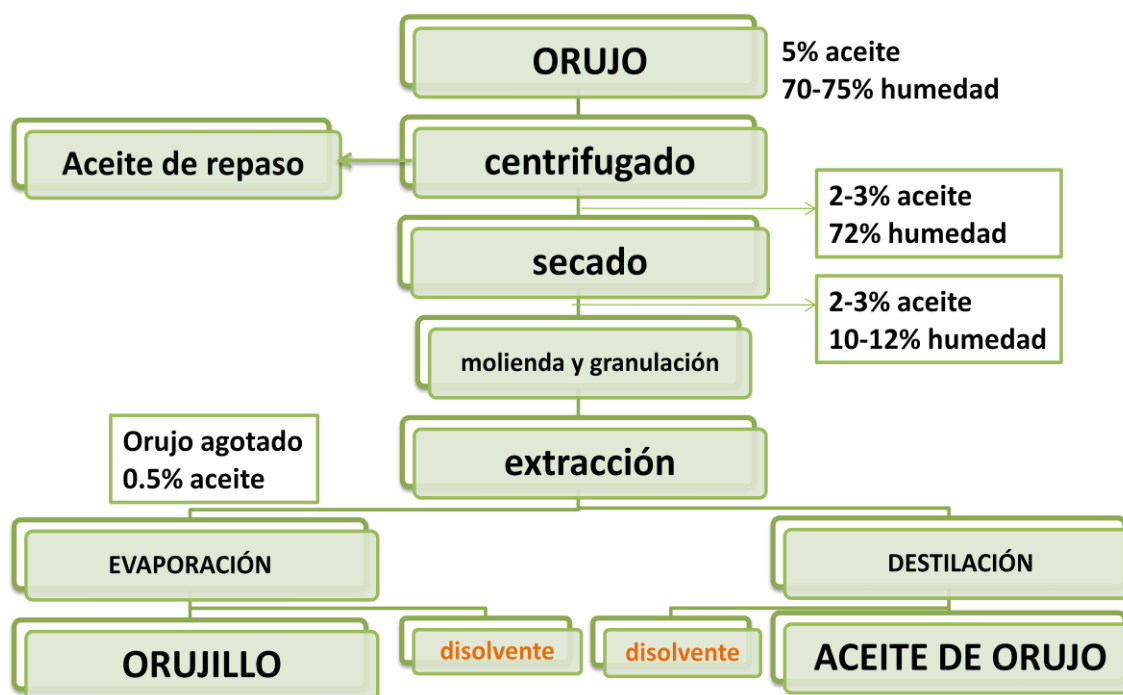 ORUJO
5% aceite
70-75% humedad
Aceite de repaso
centrifugado
2-3% aceite
72% humedad
secado
2-3% aceite
10-12% humedad
molienda y granulación
Orujo agotado
0.5% aceite
extracción
EVAPORACIÓN
DESTILACIÓN
ORUJILLO
disolvente
disolvente
ACEITE DE ORUJO